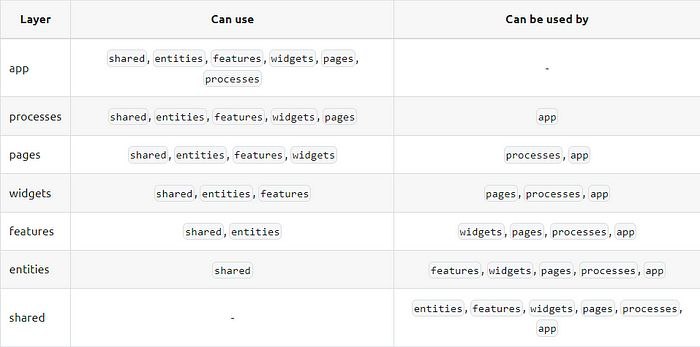 Layer Can use Can be used by
app shared, entities, features, widgets, pages, processes -
processes shared, entities, features, widgets, pages app
pages shared, entities, features, widgets processes, app
widgets shared, entities, features pages, processes, app
features shared, entities widgets, pages, processes, app
entities shared features, widgets, pages, processes, app
shared - entities, features, widgets, pages, processes, app